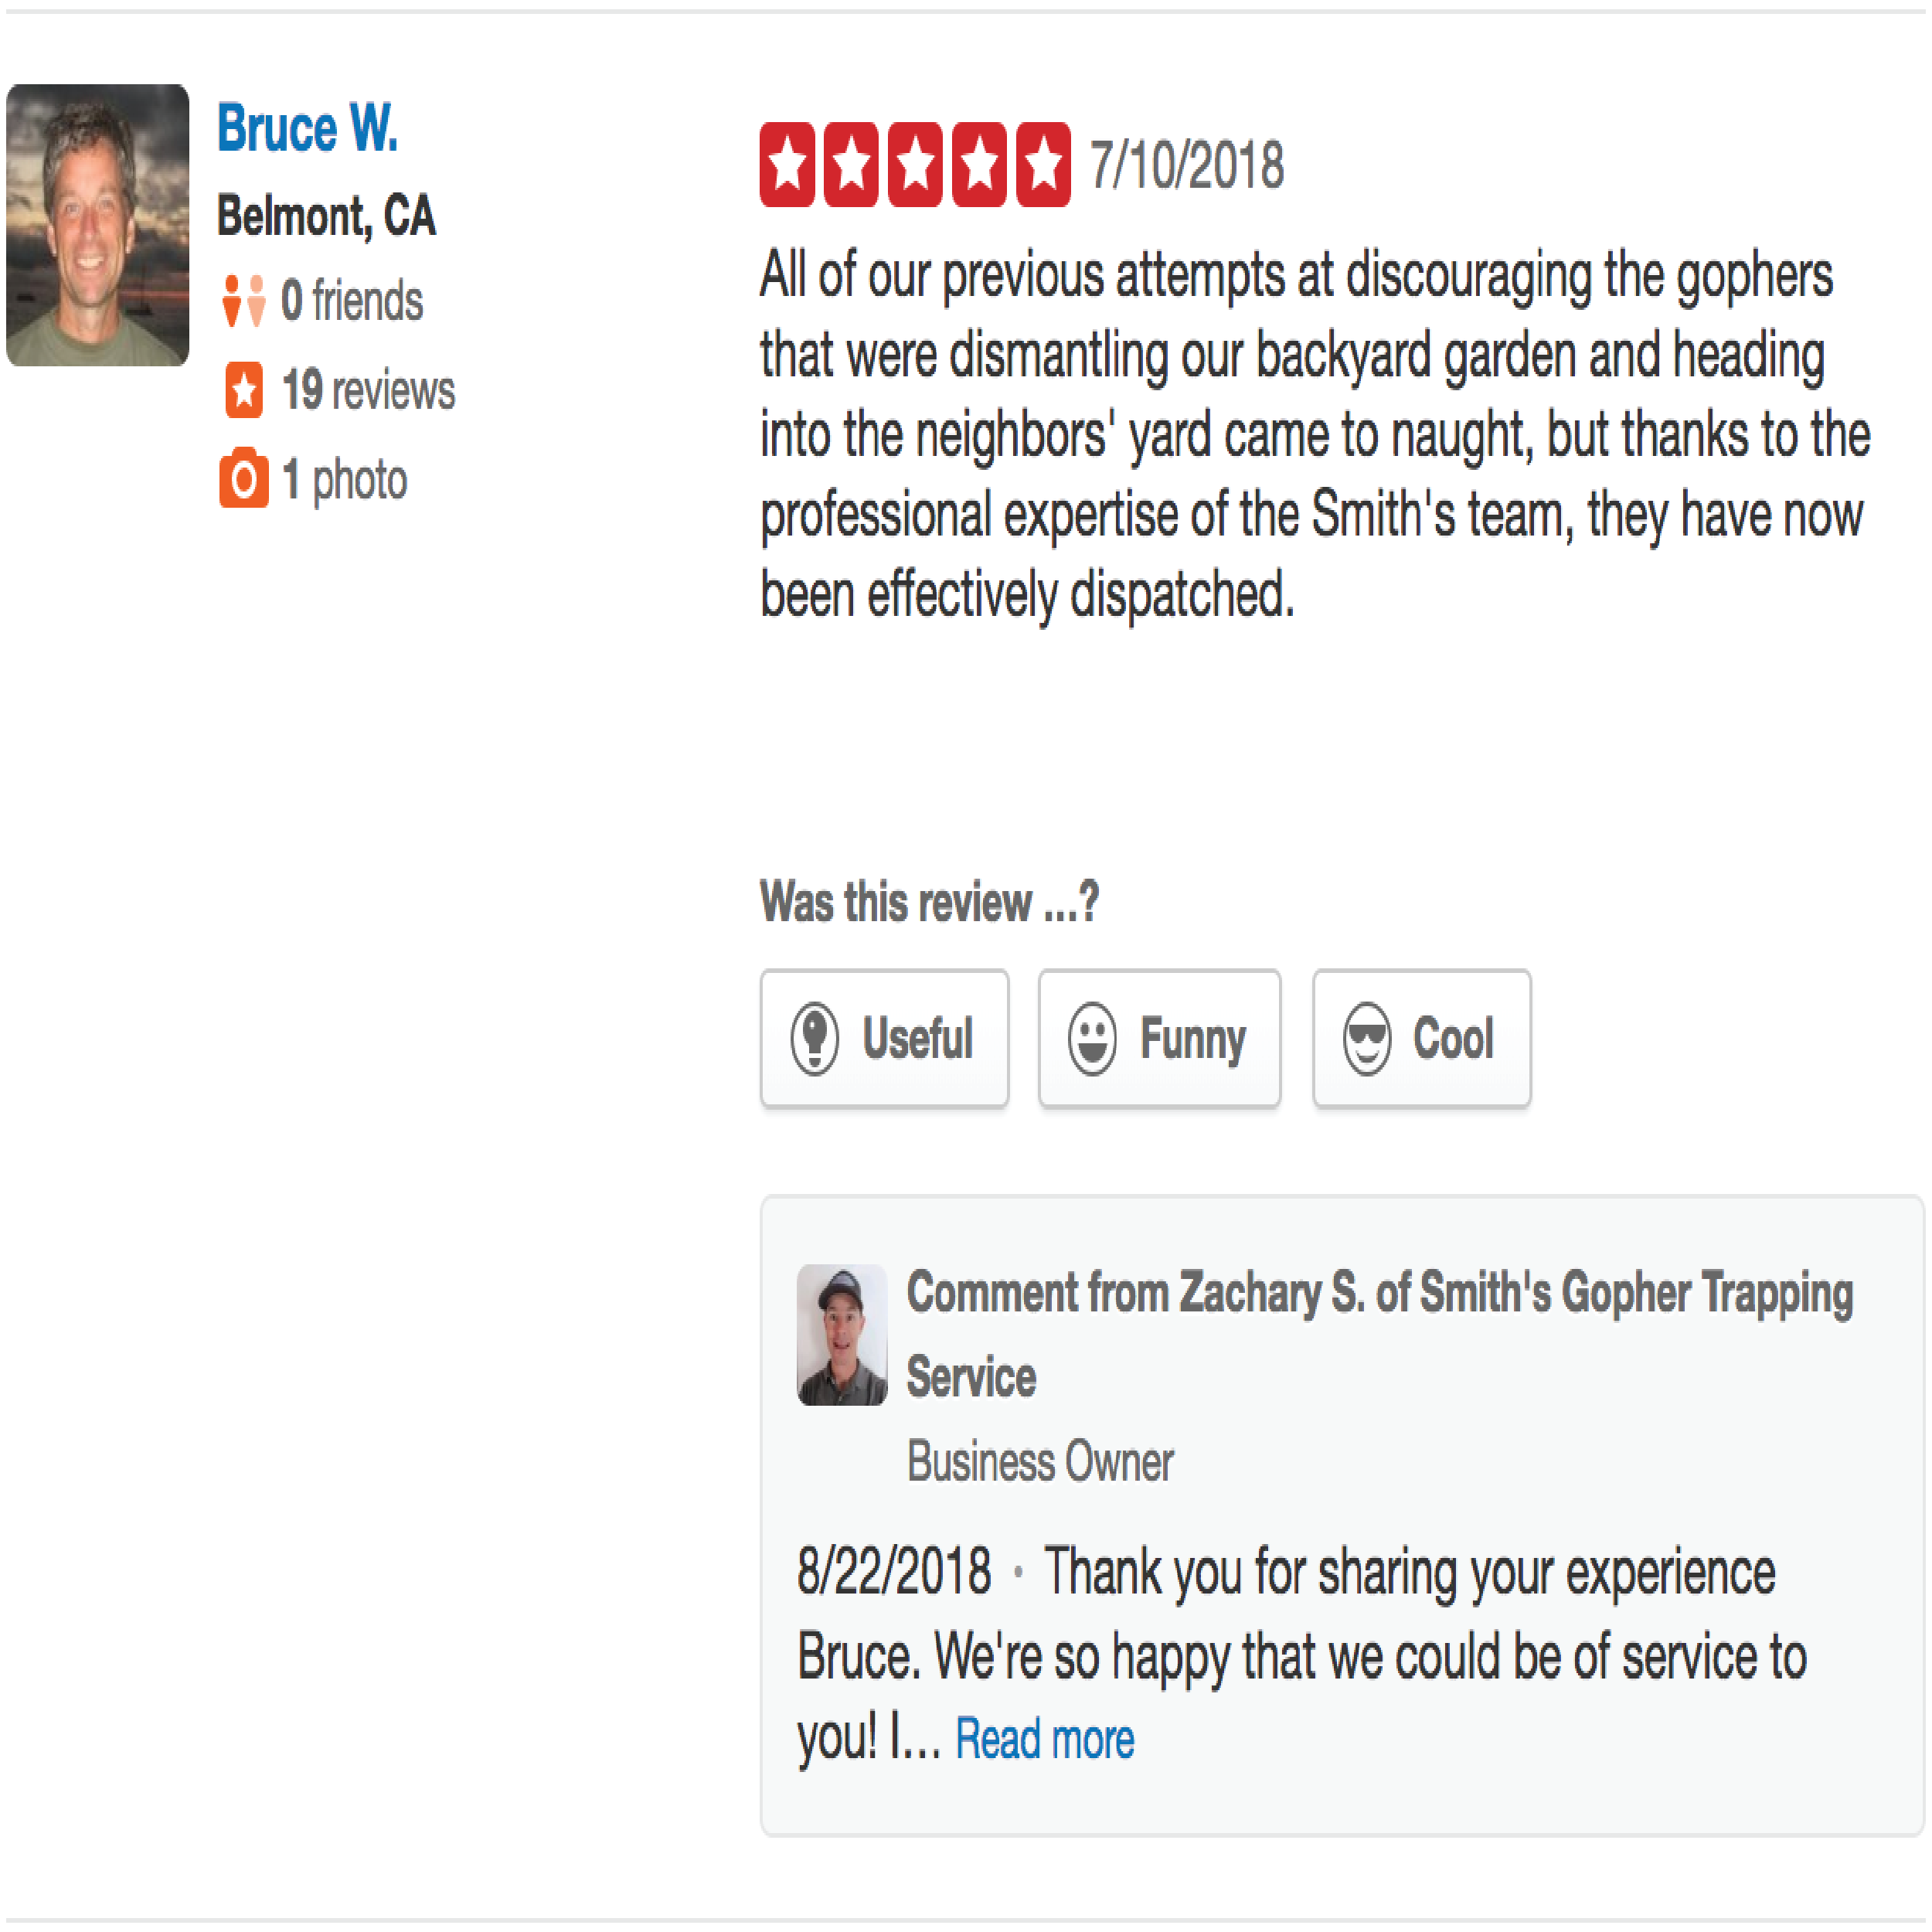 Bruce W.
Belmont, CA
0 friends
19 reviews
1 photo
7/10/2018
All of our previous attempts at discouraging the gophers
that were dismantling our backyard garden and heading
into the neighbors' yard came to naught, but thanks to the
professional expertise of the Smith's team, they have now
been effectively dispatched.
Was this review ...?
Useful
Funny
Cool
Comment from Zachary S. of Smith's Gopher Trapping
Service
Business Owner
8/22/2018 • Thank you for sharing your experience
Bruce. We're so happy that we could be of service to
you! I... Read more